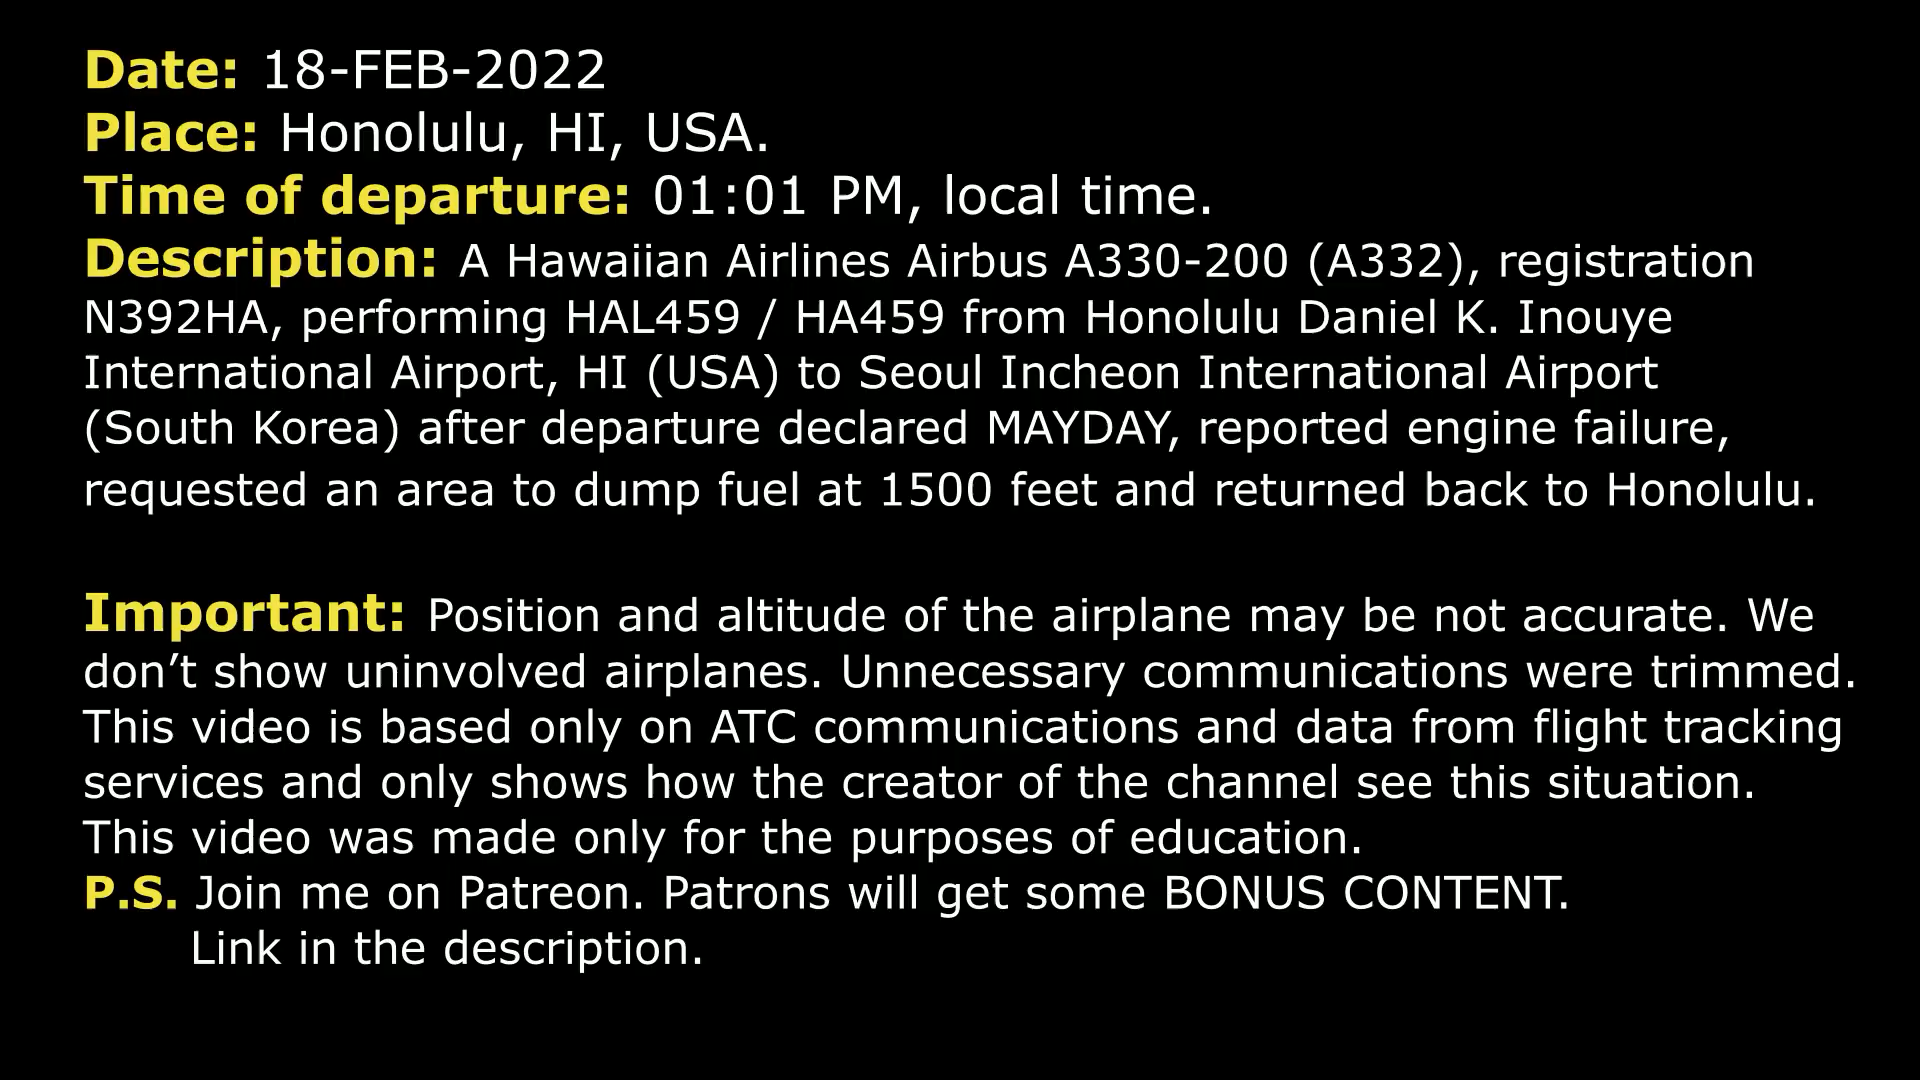 Date: 18-FEB-2022
Place: Honolulu, HI, USA.
Time of departure: 01:01 PM, local time.
Description: A Hawaiian Airlines Airbus A330-200 (A332), registration
N392HA, performing HAL459 / HA459 from Honolulu Daniel K. Inouye
International Airport, HI (USA) to Seoul Incheon International Airport
(South Korea) after departure declared MAYDAY, reported engine failure,
requested an area to dump fuel at 1500 feet and returned back to Honolulu.
Important: Position and altitude of the airplane may be not accurate. We
don’t show uninvolved airplanes. Unnecessary communications were trimmed.
This video is based only on ATC communications and data from flight tracking
services and only shows how the creator of the channel see this situation.
This video was made only for the purposes of education.
P.S. Join me on Patreon. Patrons will get some BONUS CONTENT.
Link in the description.